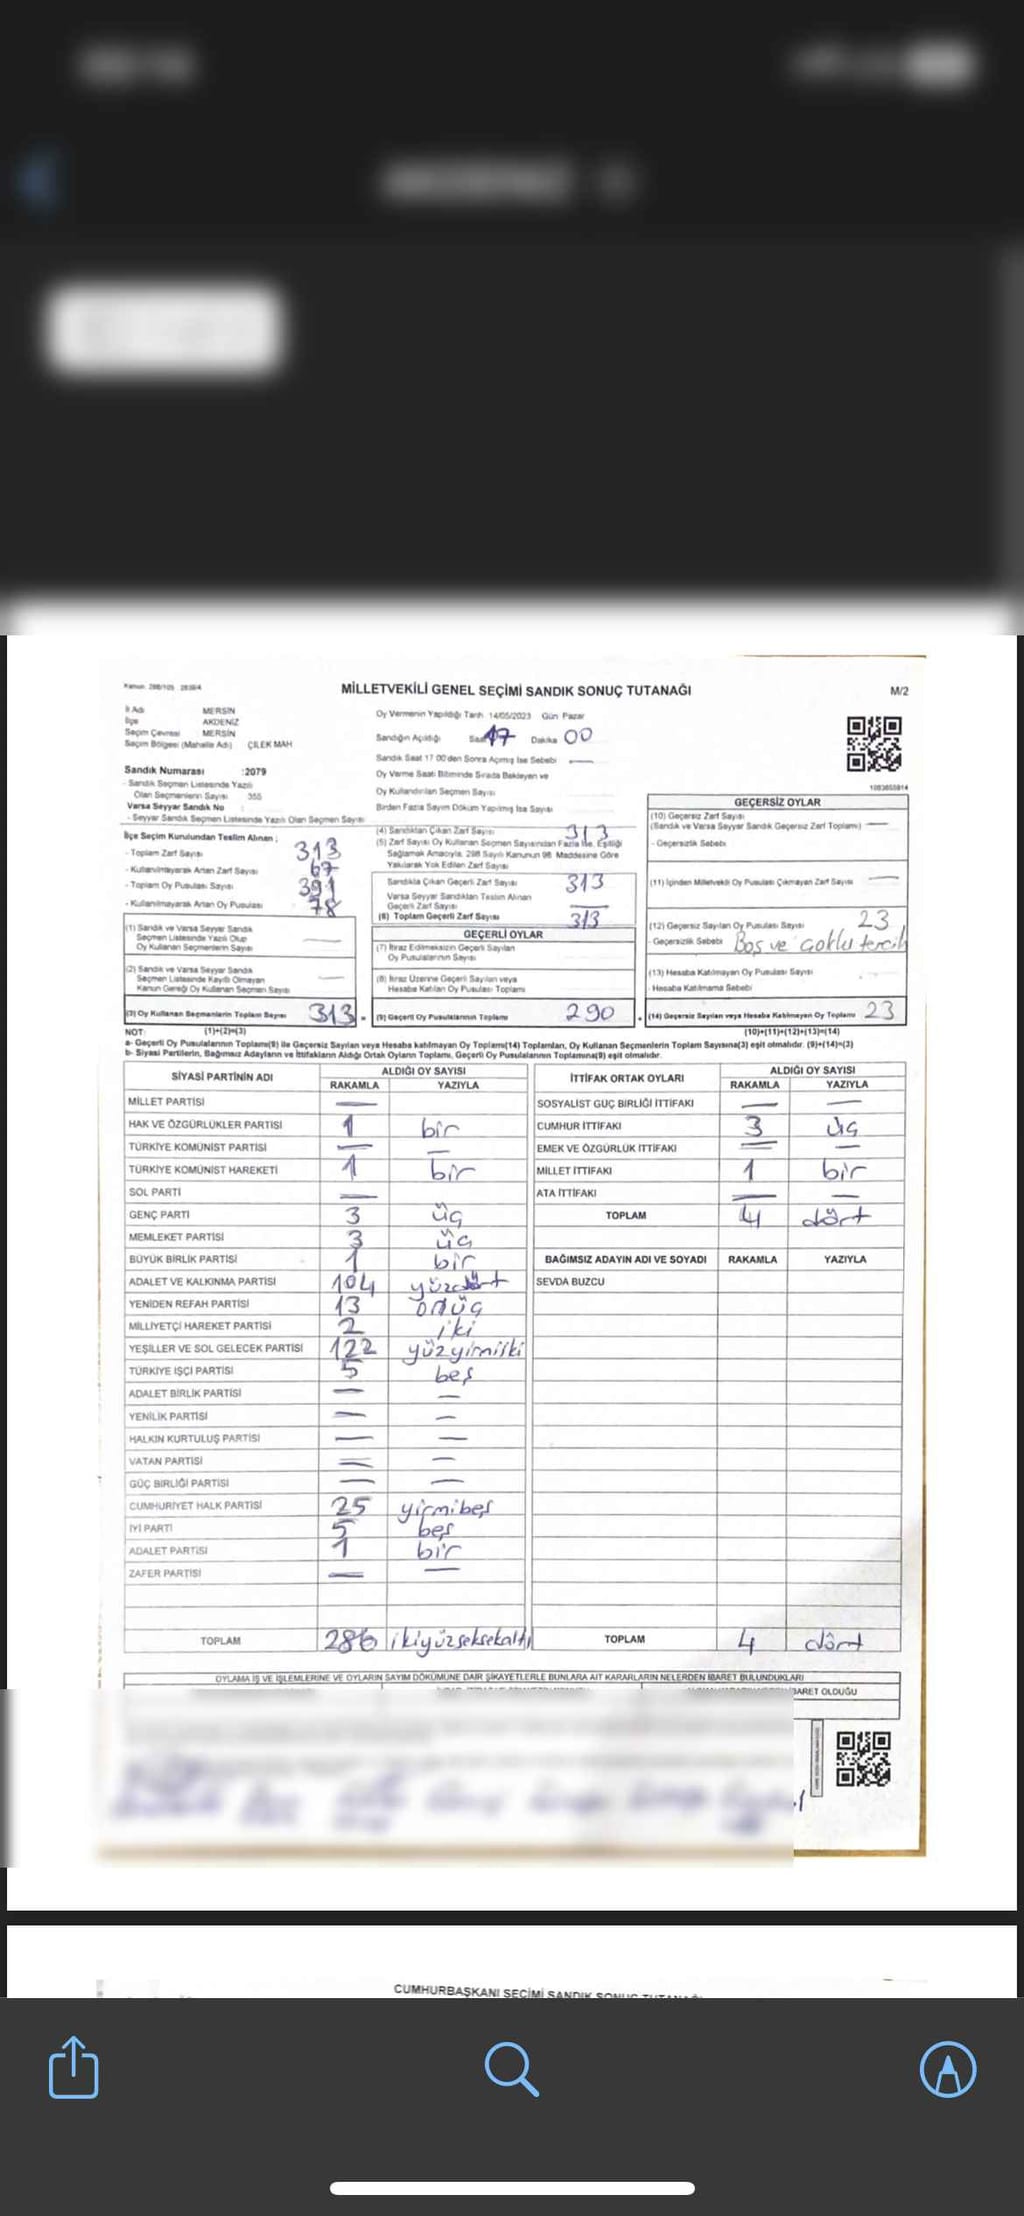 Kanun: 298/105 2839/4
MİLLETVEKİLİ GENEL SEÇİMİ SANDIK SONUÇ TUTANAĞI
M/2
İl Adı MERSİN
İlçe AKDENİZ
Seçim Çevresi MERSİN
Seçim Bölgesi (Mahalle Adı) ÇİLEK MAH
Sandık Numarası :2079
- Sandık Seçmen Listesinde Yazılı
Olan Seçmenlerin Sayısı 355
Varsa Seyyar Sandık No :
- Seyyar Sandık Seçmen Listesinde Yazılı Olan Seçmen Sayısı
Oy Vermenin Yapıldığı Tarih 14/05/2023 Gün Pazar
Sandığın Açıldığı Saat 17 Dakika 00
Sandık Saat 17 00'den Sonra Açılmış İse Sebebi —
Oy Verme Saati Bitiminde Sırada Bekleyen ve
Oy Kullandırılan Seçmen Sayısı
Birden Fazla Sayım Döküm Yapılmış İse Sayısı
İlçe Seçim Kurulundan Teslim Alınan ;
- Toplam Zarf Sayısı 313
- Kullanılmayarak Artan Zarf Sayısı 67
- Toplam Oy Pusulası Sayısı 391
- Kullanılmayarak Artan Oy Pusulası 78
(1) Sandık ve Varsa Seyyar Sandık
Seçmen Listesinde Yazılı Olup
Oy Kullanan Seçmenlerin Sayısı —
(2) Sandık ve Varsa Seyyar Sandık
Seçmen Listesinde Kayıtlı Olmayan
Kanun Gereği Oy Kullanan Seçmen Sayısı —
(3) Oy Kullanan Seçmenlerin Toplam Sayısı 313
(4) Sandıktan Çıkan Zarf Sayısı 313
(5) Zarf Sayısı Oy Kullanan Seçmen Sayısından Fazla İse, Eşitliği
Sağlamak Amacıyla, 298 Sayılı Kanunun 98. Maddesine Göre
Yakılarak Yok Edilen Zarf Sayısı
Sandıkta Çıkan Geçerli Zarf Sayısı 313
Varsa Seyyar Sandıktan Teslim Alınan
Geçerli Zarf Sayısı —
(6) Toplam Geçerli Zarf Sayısı 313
GEÇERLİ OYLAR
(7) İtiraz Edilmeksizin Geçerli Sayılan
Oy Pusulalarının Sayısı
(8) İtiraz Üzerine Geçerli Sayılan veya
Hesaba Katılan Oy Pusulası Toplamı
(9) Geçerli Oy Pusulalarının Toplamı 290
GEÇERSİZ OYLAR
(10) Geçersiz Zarf Sayısı
(Sandık ve Varsa Seyyar Sandık Geçersiz Zarf Toplamı) —
- Geçersizlik Sebebi
(11) İçinden Milletvekili Oy Pusulası Çıkmayan Zarf Sayısı —
(12) Geçersiz Sayılan Oy Pusulası Sayısı 23
- Geçersizlik Sebebi Boş ve çoklu tercih
(13) Hesaba Katılmayan Oy Pusulası Sayısı —
- Hesaba Katılmama Sebebi
(14) Geçersiz Sayılan veya Hesaba Katılmayan Oy Toplamı 23
NOT: (1)+(2)=(3) (10)+(11)+(12)+(13)=(14)
a- Geçerli Oy Pusulalarının Toplamı(9) ile Geçersiz Sayılan veya Hesaba katılmayan Oy Toplamı(14) Toplamları, Oy Kullanan Seçmenlerin Toplam Sayısına(3) eşit olmalıdır. (9)+(14)=(3)
b- Siyasi Partilerin, Bağımsız Adayların ve İttifakların Aldığı Ortak Oyların Toplamı, Geçerli Oy Pusulalarının Toplamına(9) eşit olmalıdır.
SİYASİ PARTİNİN ADI ALDIĞI OY SAYISI
RAKAMLA YAZIYLA
MİLLET PARTİSİ —
HAK VE ÖZGÜRLÜKLER PARTİSİ 1 bir
TÜRKİYE KOMÜNİST PARTİSİ — —
TÜRKİYE KOMÜNİST HAREKETİ 1 bir
SOL PARTİ —
GENÇ PARTİ 3 üç
MEMLEKET PARTİSİ 3 üç
BÜYÜK BİRLİK PARTİSİ 1 bir
ADALET VE KALKINMA PARTİSİ 104 yüzdört
YENİDEN REFAH PARTİSİ 13 onüç
MİLLİYETÇİ HAREKET PARTİSİ 2 iki
YEŞİLLER VE SOL GELECEK PARTİSİ 122 yüzyirmiiki
TÜRKİYE İŞÇİ PARTİSİ 5 beş
ADALET BİRLİK PARTİSİ — —
YENİLİK PARTİSİ — —
HALKIN KURTULUŞ PARTİSİ — —
VATAN PARTİSİ — —
GÜÇ BİRLİĞİ PARTİSİ — —
CUMHURİYET HALK PARTİSİ 25 yirmibeş
İYİ PARTİ 5 beş
ADALET PARTİSİ 1 bir
ZAFER PARTİSİ — —
TOPLAM 286 ikiyüzseksekaltı
İTTİFAK ORTAK OYLARI ALDIĞI OY SAYISI
RAKAMLA YAZIYLA
SOSYALİST GÜÇ BİRLİĞİ İTTİFAKI — —
CUMHUR İTTİFAKI 3 üç
EMEK VE ÖZGÜRLÜK İTTİFAKI — —
MİLLET İTTİFAKI 1 bir
ATA İTTİFAKI — —
TOPLAM 4 dört
BAĞIMSIZ ADAYIN ADI VE SOYADI RAKAMLA YAZIYLA
SEVDA BUZCU
TOPLAM 4 dört
OYLAMA İŞ VE İŞLEMLERİNE VE OYLARIN SAYIM DÖKÜMÜNE DAİR ŞİKAYETLERLE BUNLARA AİT KARARLARIN NELERDEN İBARET BULUNDUKLARI
BARET OLDUĞU
CUMHURBAŞKANI SEÇİMİ SANDIK SONUÇ TUTANAĞI